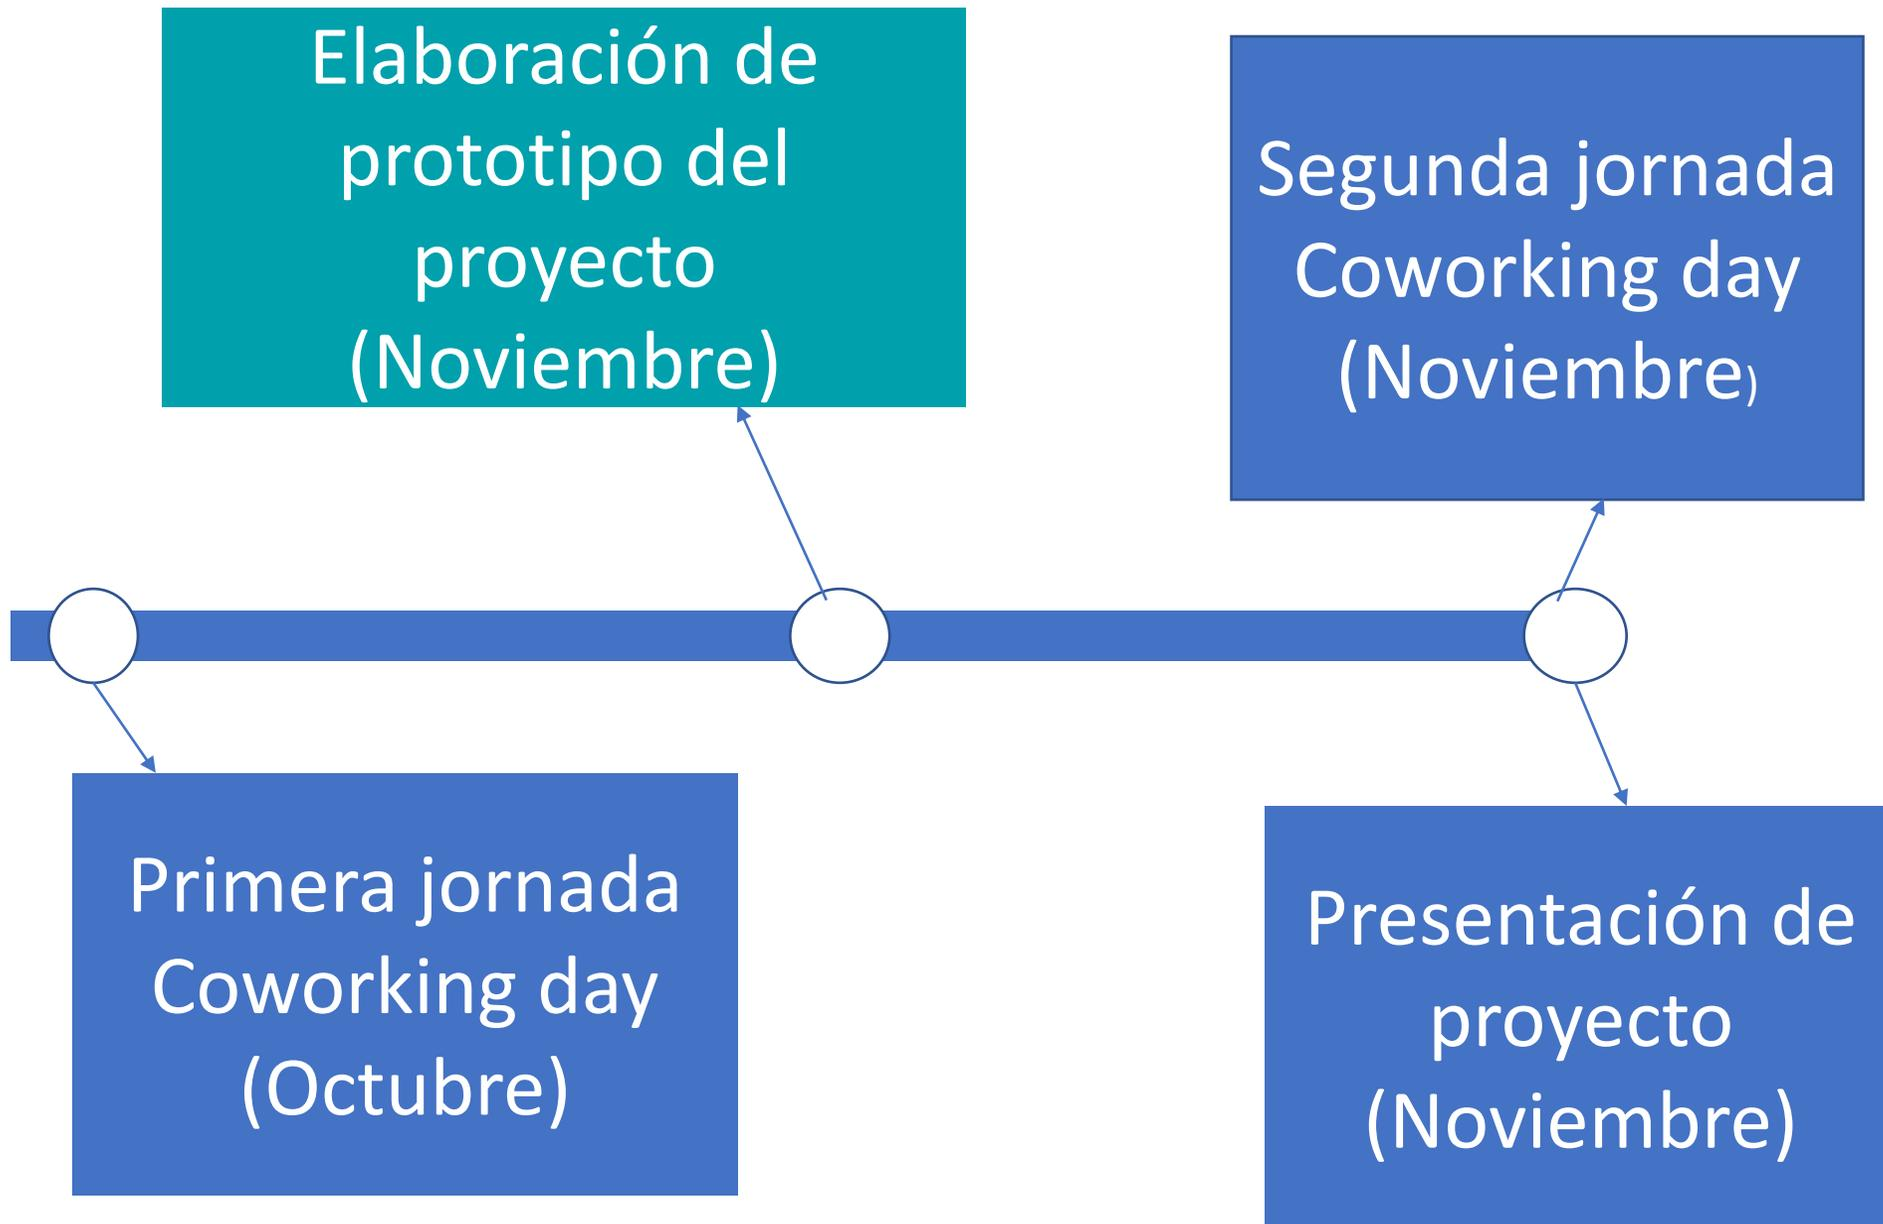 Elaboración de
prototipo del
proyecto
(Noviembre)
Segunda jornada
Coworking day
(Noviembre)
Primera jornada
Coworking day
(Octubre)
Presentación de
proyecto
(Noviembre)